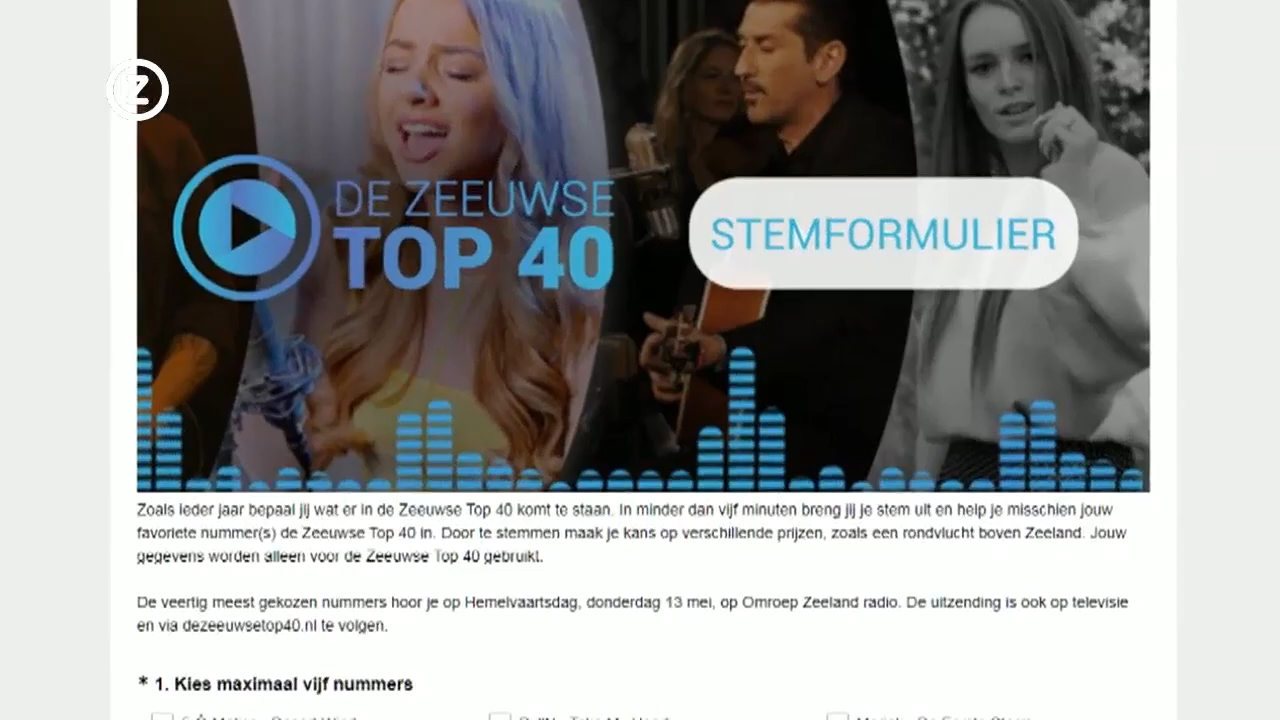 Z
DE ZEEUWSE
TOP 40
STEMFORMULIER
Zoals ieder jaar bepaal jij wat er in de Zeeuwse Top 40 komt te staan. In minder dan vijf minuten breng jij je stem uit en help je misschien jouw
favoriete nummer(s) de Zeeuwse Top 40 in. Door te stemmen maak je kans op verschillende prijzen, zoals een rondvlucht boven Zeeland. Jouw
gegevens worden alleen voor de Zeeuwse Top 40 gebruikt.
De veertig meest gekozen nummers hoor je op Hemelvaartsdag, donderdag 13 mei, op Omroep Zeeland radio. De uitzending is ook op televisie
en via dezeeuwsetop40.nl te volgen.
* 1. Kies maximaal vijf nummers